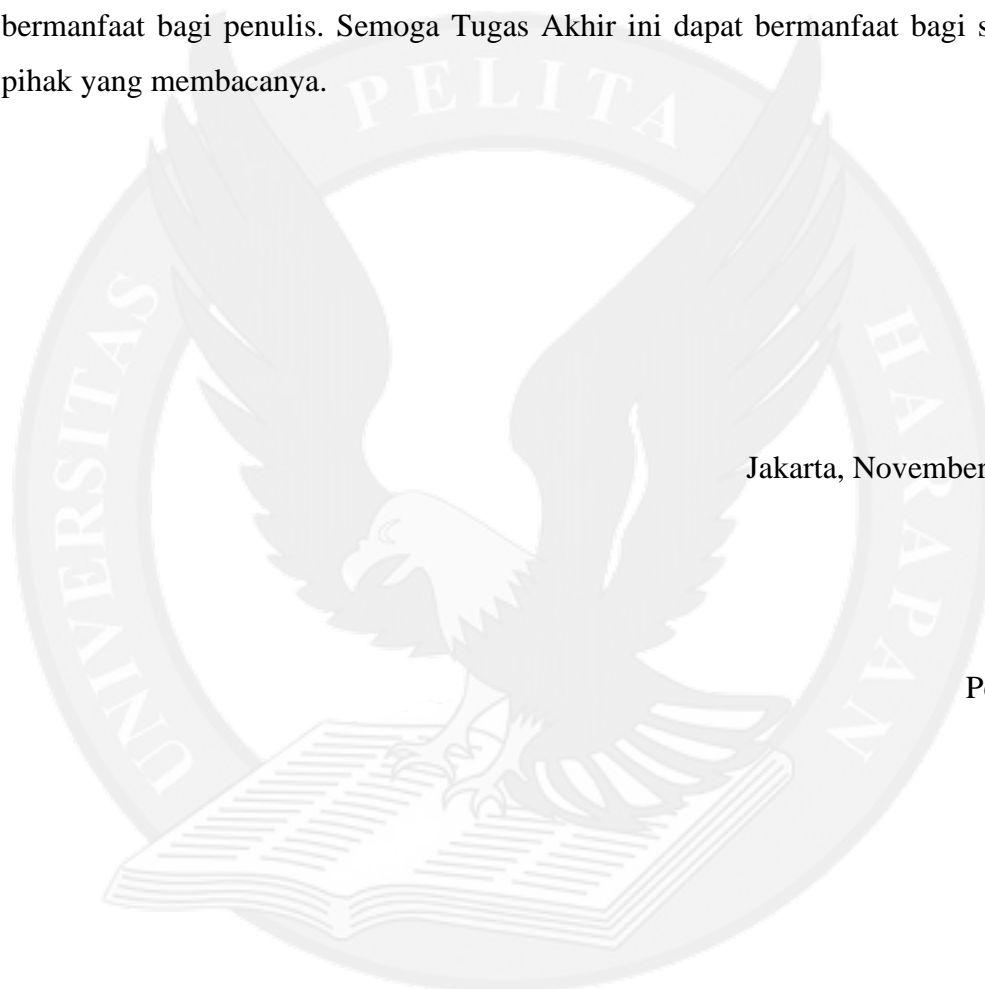 bermanfaat bagi penulis. Semoga Tugas Akhir ini dapat bermanfaat bagi s
pihak yang membacanya.
PELITA
UNIVERSITAS
HARAPAN
Jakarta, November
P